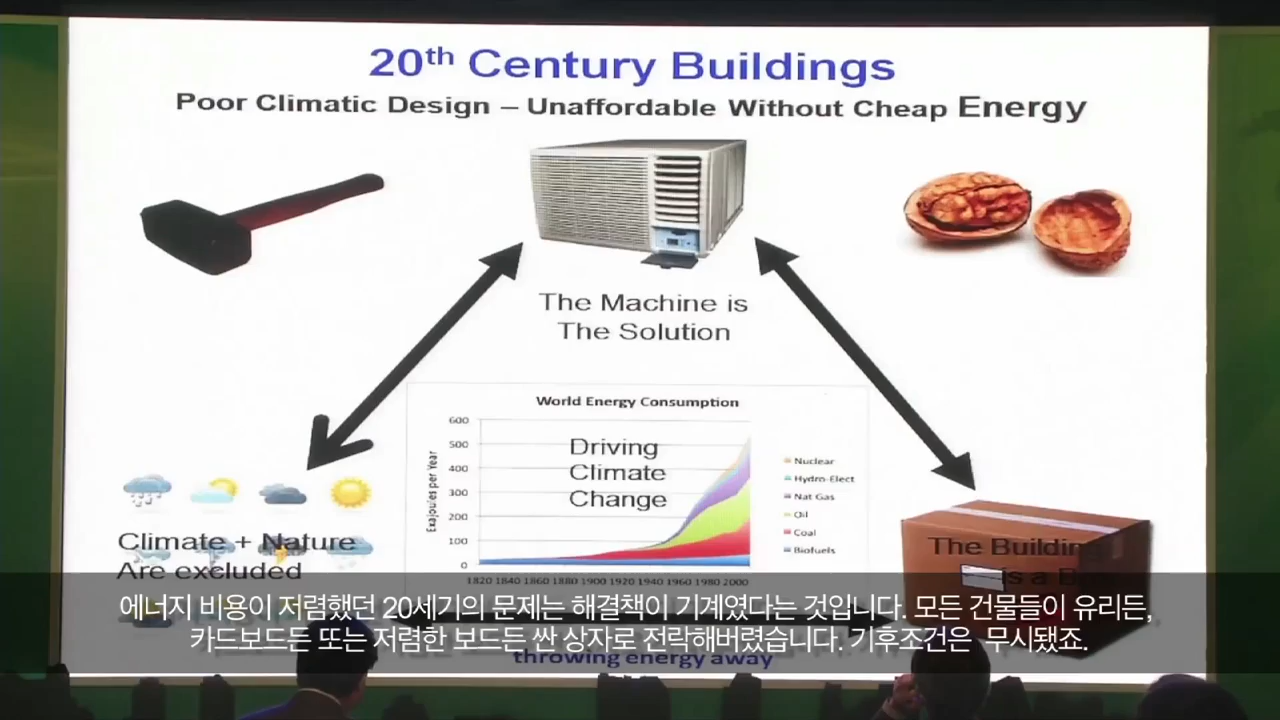 20th Century Buildings
Poor Climatic Design – Unaffordable Without Cheap Energy
The Machine is
The Solution
World Energy Consumption
600
500
400
300
200
100
0
Exajoules per Year
Driving
Climate
Change
Nuclear
Hydro-Elect
Nat Gas
Oil
Coal
Biofuels
1820 1840 1860 1880 1900 1920 1940 1960 1980 2000
Climate + Nature
Are excluded
The Building
is a
에너지 비용이 저렴했던 20세기의 문제는 해결책이 기계였다는 것입니다. 모든 건물들이 유리든,
카드보드든 또는 저렴한 보드든 싼 상자로 전락해버렸습니다. 기후조건은 무시됐죠.
throwing energy away